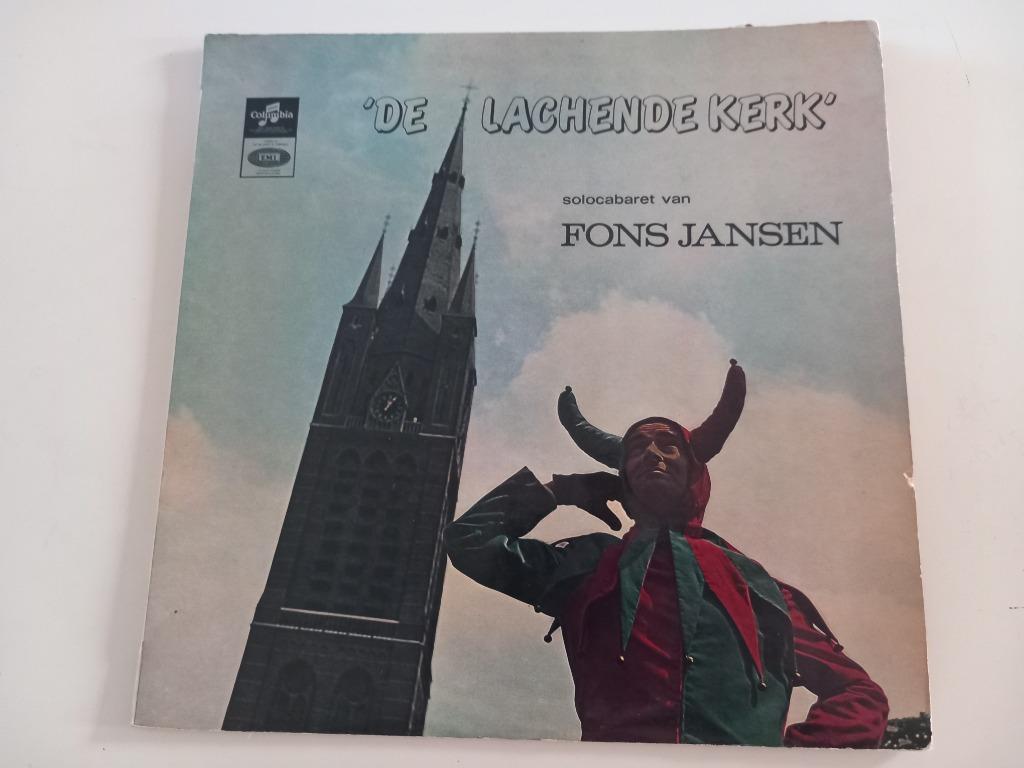 'DE LACHENDE KERK'
Columbia
EMI
solocabaret van
FONS JANSEN